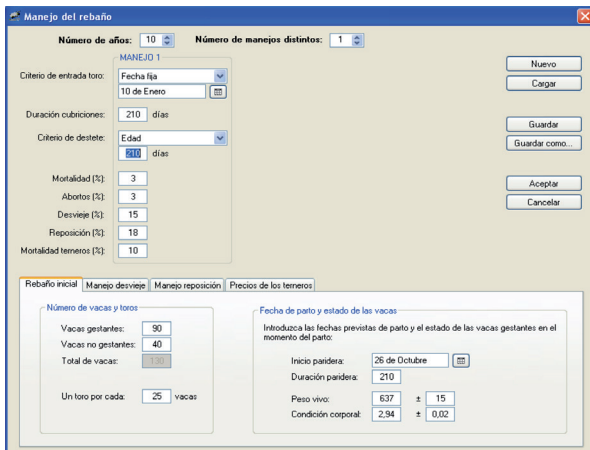 Manejo del rebaño
Número de años: 10 Número de manejos distintos: 1
MANEJO 1
Criterio de entrada toro: Fecha fija
10 de Enero
Duración cubriciones: 210 días
Criterio de destete: Edad
210 días
Mortalidad (%): 3
Abortos (%): 3
Desvieje (%): 15
Reposición (%): 18
Mortalidad terneros (%): 10
Nuevo
Cargar
Guardar
Guardar como...
Aceptar
Cancelar
Rebaño inicial Manejo desvieje Manejo reposición Precios de los terneros
Número de vacas y toros
Vacas gestantes: 90
Vacas no gestantes: 40
Total de vacas: 130
Un toro por cada: 25 vacas
Fecha de parto y estado de las vacas
Introduzca las fechas previstas de parto y el estado de las vacas gestantes en el
momento del parto:
Inicio paridera: 26 de Octubre
Duración paridera: 210
Peso vivo: 637 ± 15
Condición corporal: 2,94 ± 0,02